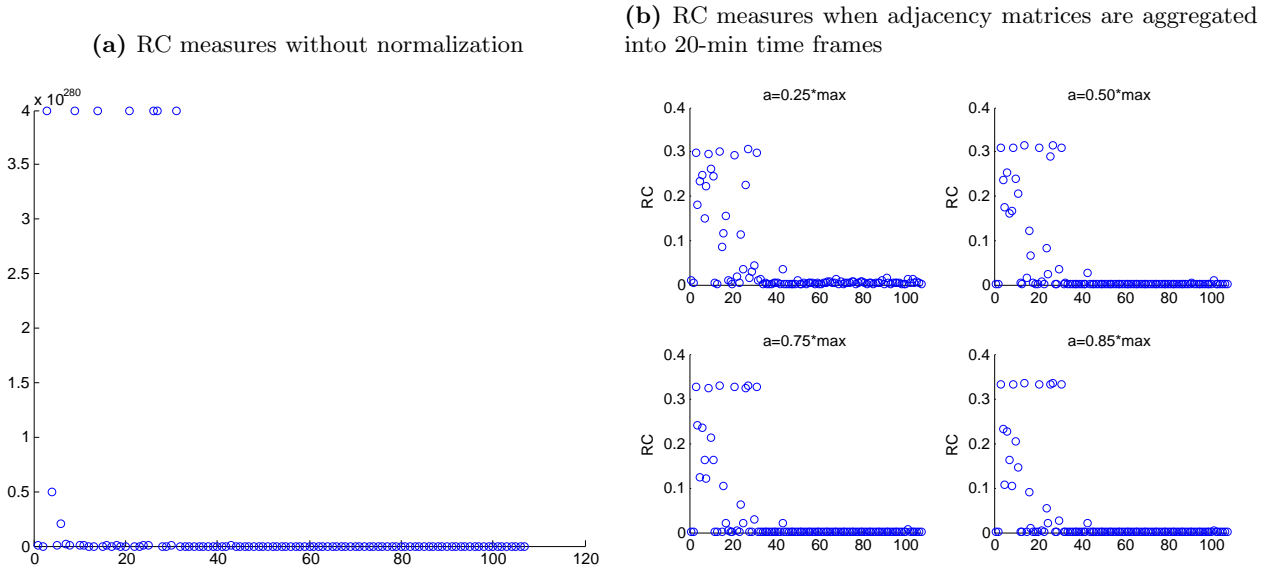 (a) RC measures without normalization
4 x 10^280
3.5
3
2.5
2
1.5
1
0.5
0
0 20 40 60 80 100 120
(b) RC measures when adjacency matrices are aggregated
into 20-min time frames
a=0.25*max
0.4
0.3
0.2
0.1
0
RC
0 20 40 60 80 100
a=0.50*max
0.4
0.3
0.2
0.1
0
RC
0 20 40 60 80 100
a=0.75*max
0.4
0.3
0.2
0.1
0
RC
0 20 40 60 80 100
a=0.85*max
0.4
0.3
0.2
0.1
0
RC
0 20 40 60 80 100